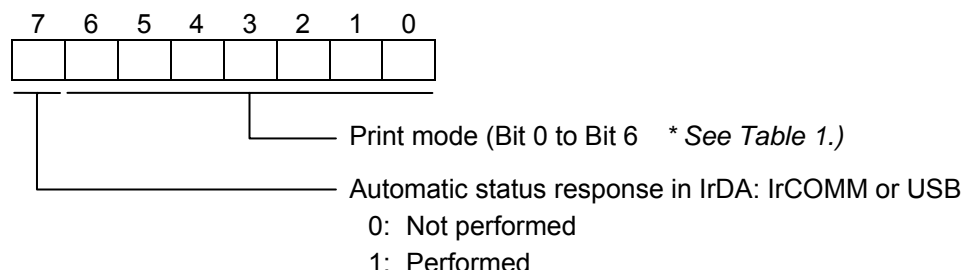 7 6 5 4 3 2 1 0
Print mode (Bit 0 to Bit 6 * See Table 1.)
Automatic status response in IrDA: IrCOMM or USB
0: Not performed
1: Performed